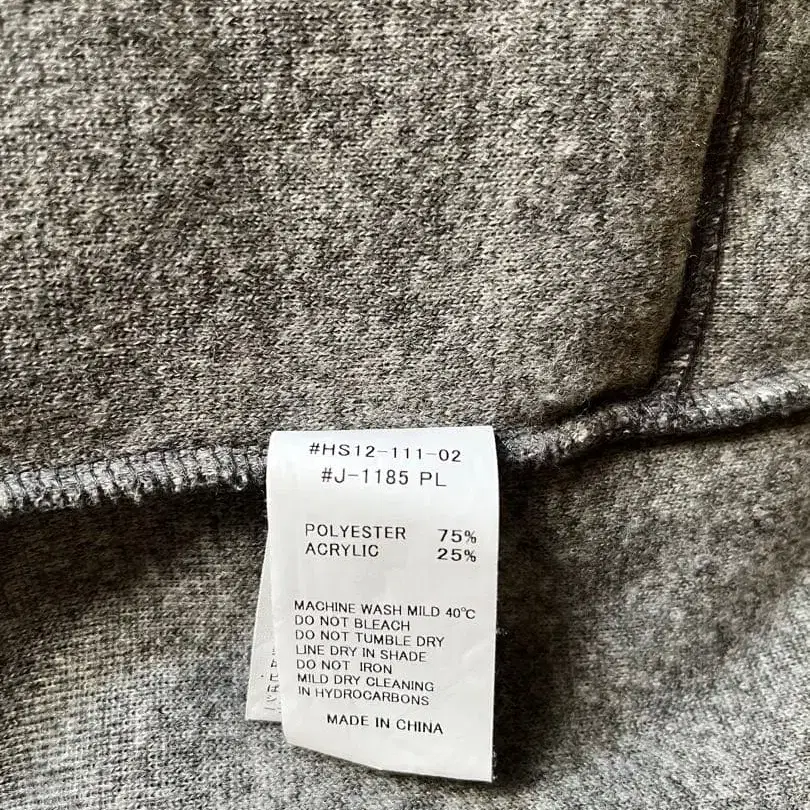 #HS12-111-02
#J-1185 PL
POLYESTER 75%
ACRYLIC 25%
MACHINE WASH MILD 40℃
DO NOT BLEACH
DO NOT TUMBLE DRY
LINE DRY IN SHADE
DO NOT IRON
MILD DRY CLEANING
IN HYDROCARBONS
MADE IN CHINA